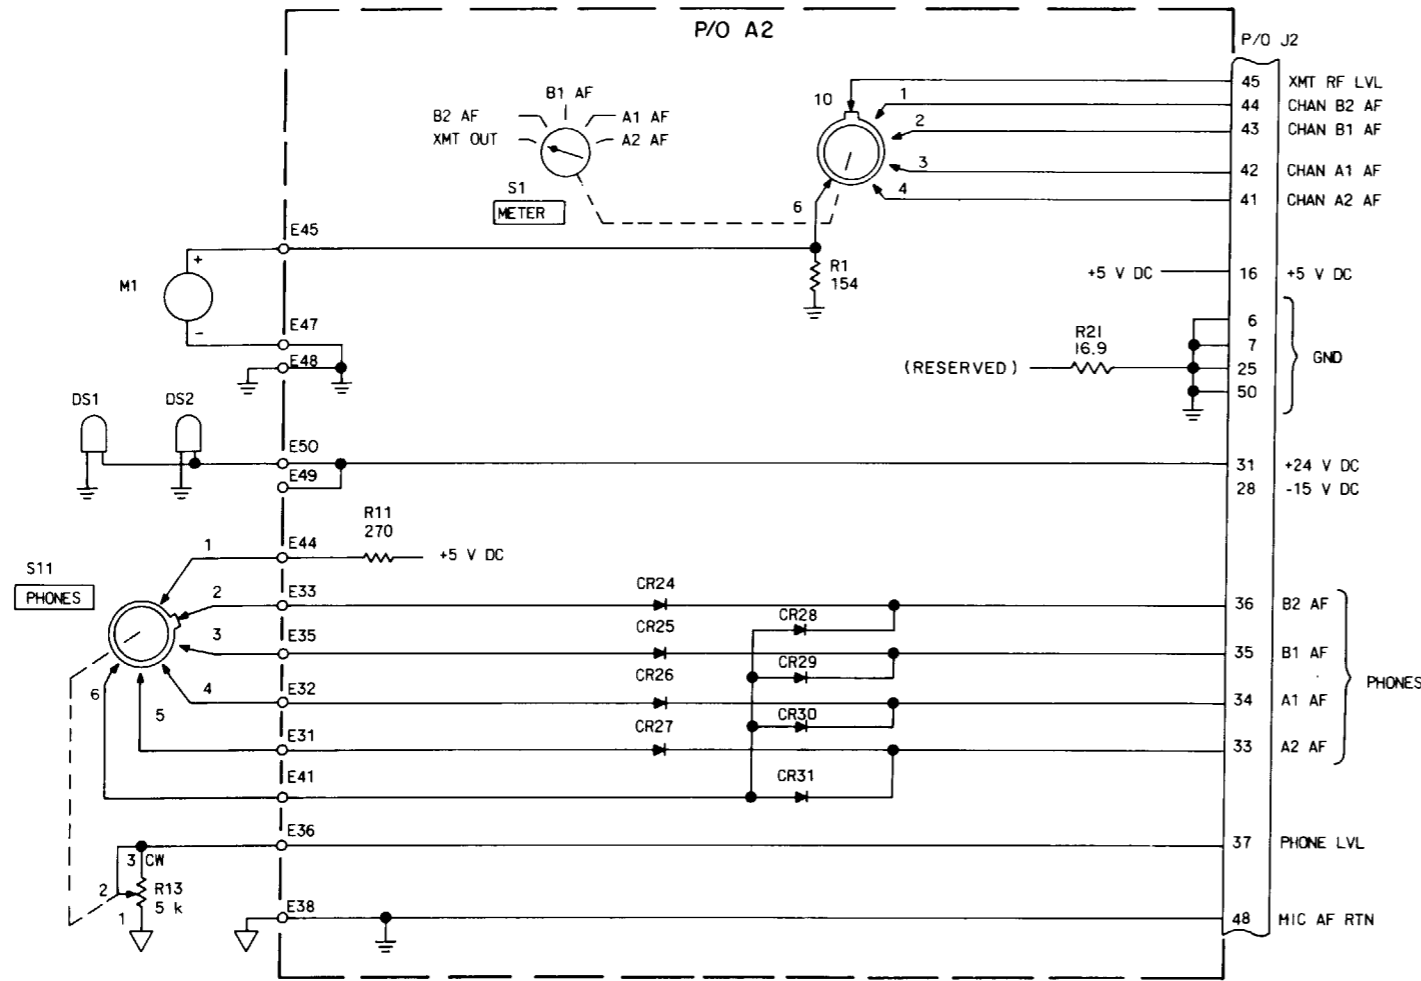 P/O A2
P/O J2
B1 AF
B2 AF
A1 AF
XMT OUT
A2 AF
S1
METER
10
1
2
3
4
6
45 XMT RF LVL
44 CHAN B2 AF
43 CHAN B1 AF
42 CHAN A1 AF
41 CHAN A2 AF
E45
M1
+
-
R1
154
+5 V DC
16 +5 V DC
E47
E48
R21
16.9
(RESERVED)
6
7
25
50
GND
DS1
DS2
E50
E49
31 +24 V DC
28 -15 V DC
R11
270
E44
+5 V DC
S11
PHONES
1
2
3
4
5
6
E33
E35
E32
E31
E41
CR24
CR25
CR26
CR27
CR28
CR29
CR30
CR31
36 B2 AF
35 B1 AF
34 A1 AF
33 A2 AF
PHONES
E36
37 PHONE LVL
3 CW
2
R13
5 k
1
E38
48 MIC AF RTN